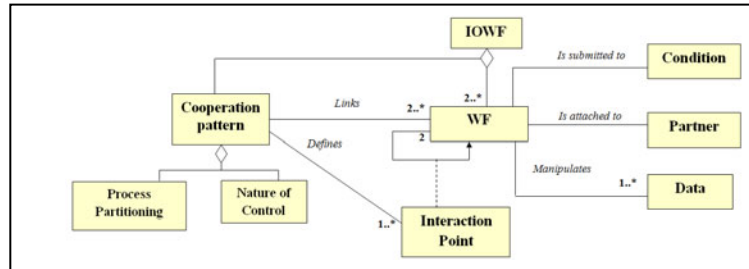 IOWF
Is submitted to
Condition
Cooperation
pattern
Links
2..*
2..*
WF
Is attached to
Partner
2
Defines
Manipulates
1..*
Data
Process
Partitioning
Nature of
Control
1..*
Interaction
Point